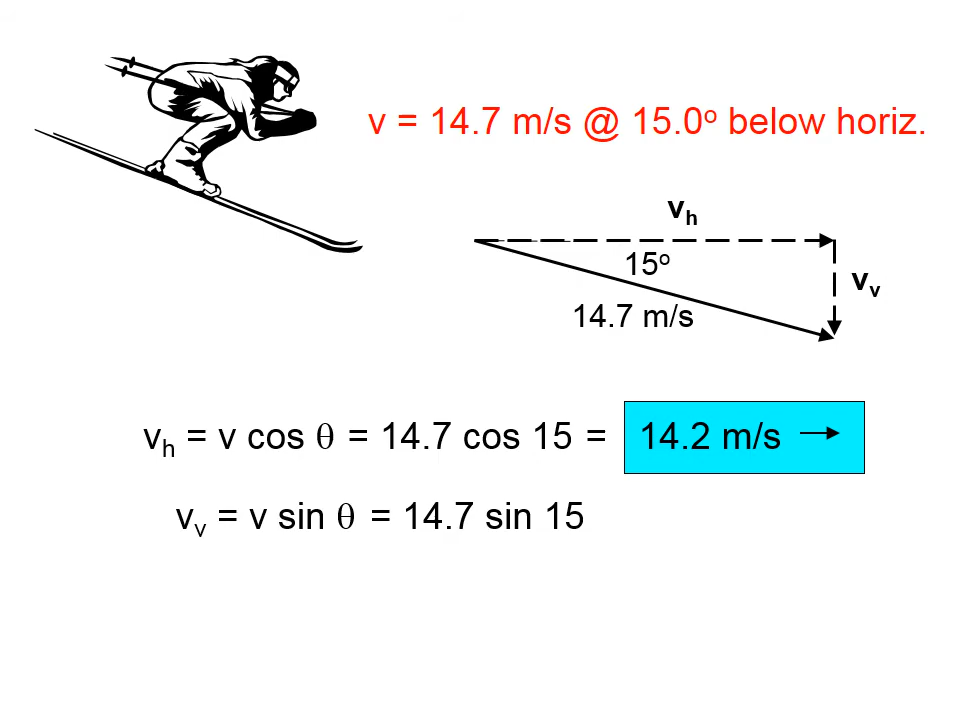 v = 14.7 m/s @ 15.0º below horiz.
vₕ
15º
vᵥ
14.7 m/s
vₕ = v cos θ = 14.7 cos 15 = 14.2 m/s →
vᵥ = v sin θ = 14.7 sin 15